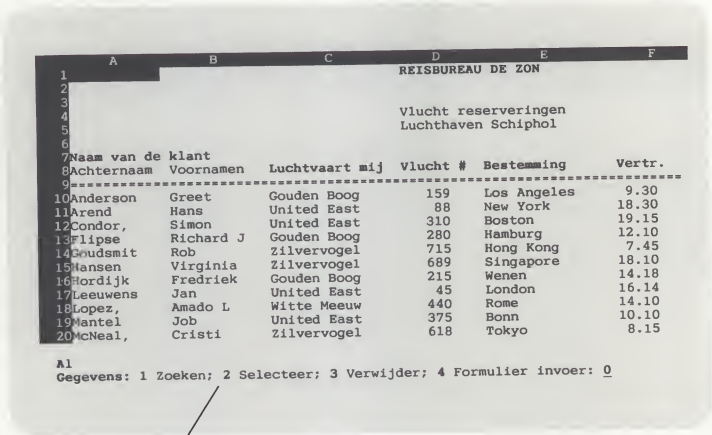 A B C D E F
1 REISBUREAU DE ZON
2
3
4 Vlucht reserveringen
5 Luchthaven Schiphol
6
7 Naam van de klant
8 Achternaam Voornamen Luchtvaart mij Vlucht # Bestemming Vertr.
9 ================================================
10 Anderson Greet Gouden Boog 159 Los Angeles 9.30
11 Arend Hans United East 88 New York 18.30
12 Condor, Simon United East 310 Boston 19.15
13 Flipse Richard J Gouden Boog 280 Hamburg 12.10
14 Goudsmit Rob Zilvervogel 715 Hong Kong 7.45
15 Hansen Virginia Zilvervogel 689 Singapore 18.10
16 Hordijk Fredriek Gouden Boog 215 Wenen 14.18
17 Leeuwens Jan United East 45 London 16.14
18 Lopez, Amado L Witte Meeuw 440 Rome 14.10
19 Mantel Job United East 375 Bonn 10.10
20 McNeal, Cristi Zilvervogel 618 Tokyo 8.15
A1
Gegevens: 1 Zoeken; 2 Selecteer; 3 Verwijder; 4 Formulier invoer: 0